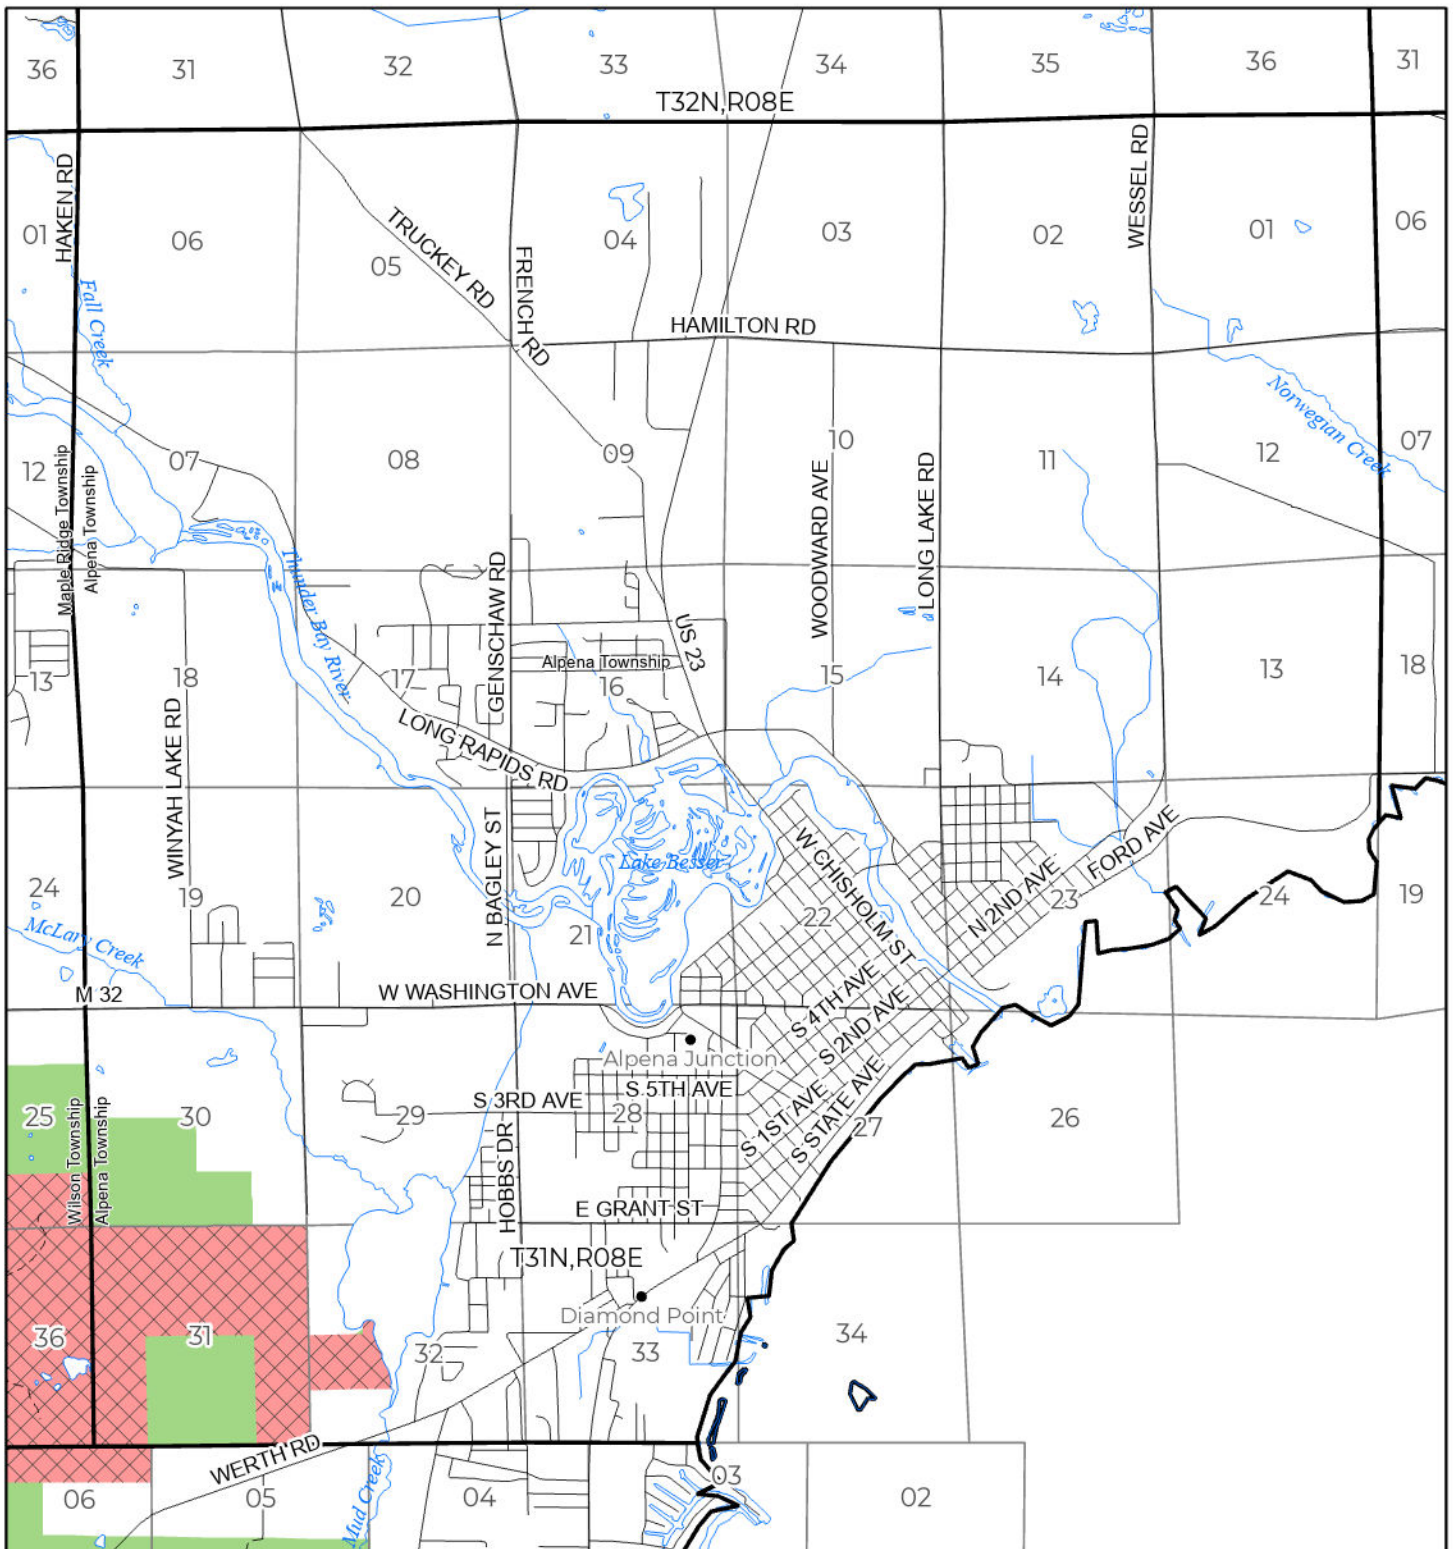 36
31
32
33
34
35
36
31
T32N,R08E
HAKEN RD
WESSEL RD
01
06
05
04
03
02
01
06
TRUCKEY RD
FRENCH RD
Fall Creek
HAMILTON RD
Norwegian Creek
12
07
08
09
10
11
12
07
Maple Ridge Township
Alpena Township
WOODWARD AVE
LONG LAKE RD
Thunder Bay River
GENSCHAW RD
US 23
Alpena Township
13
18
17
16
15
14
13
18
WINYAH LAKE RD
LONG RAPIDS RD
N BAGLEY ST
Lake Besser
W CHISHOLM ST
FORD AVE
N 2ND AVE
24
19
20
21
22
23
24
19
McLary Creek
M 32
W WASHINGTON AVE
S 4TH AVE
S 2ND AVE
Alpena Junction
S 5TH AVE
S 3RD AVE
S 1ST AVE
S STATE AVE
25
30
29
28
27
26
Wilson Township
Alpena Township
HOBBS DR
E GRANT ST
T31N,R08E
Diamond Point
36
31
32
33
34
WERTH RD
Mud Creek
06
05
04
03
02